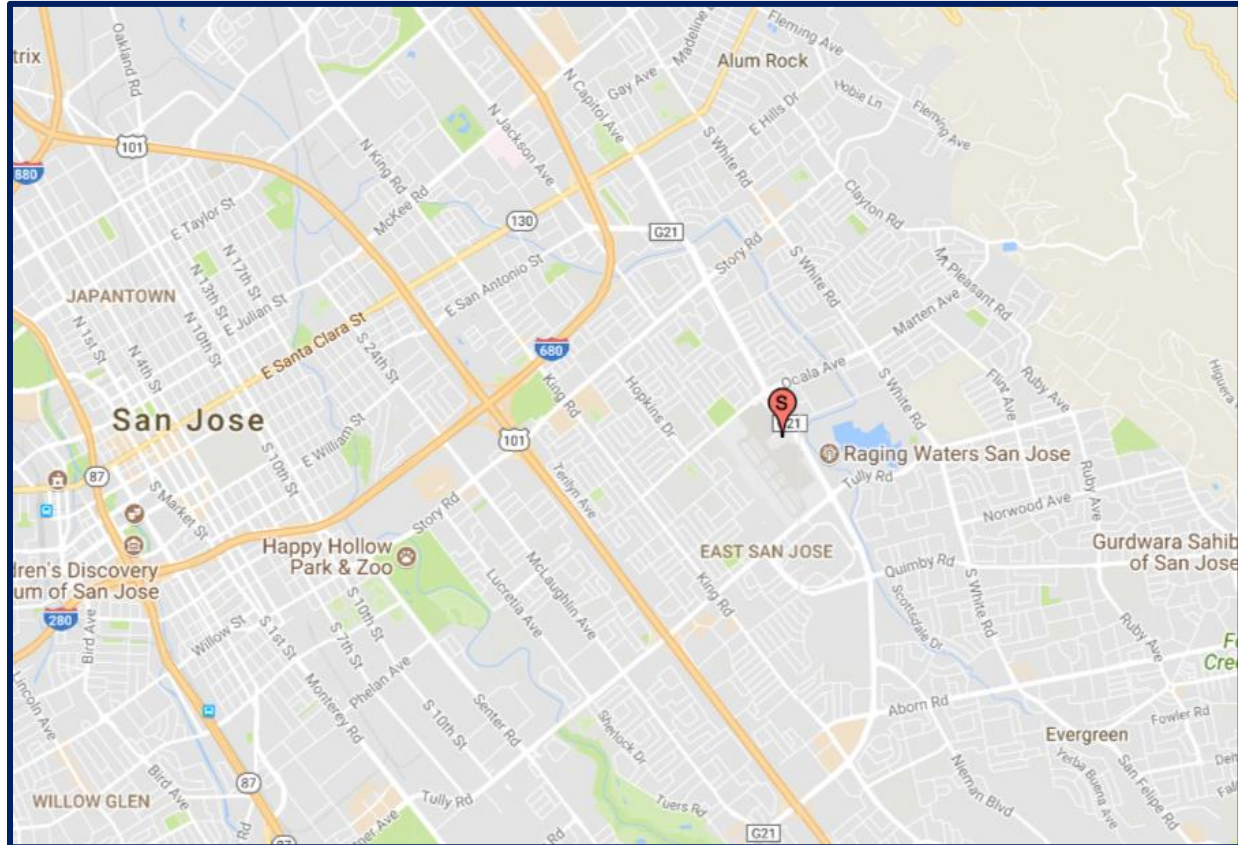 Oakland Rd
trix
101
880
E Taylor St
N 17th St
N 13th St
JAPANTOWN
N 10th St
E Julian St
N 1st St
N 4th St
E Santa Clara St
S 24th St
San Jose
E William St
S 10th St
87
S Market St
dren's Discovery
um of San Jose
280
Bird Ave
Willow St
S 1st St
S 7th St
S 10th St
Phelan Ave
Monterey Rd
S 10th St
Senter Rd
Lincoln Ave
Bird Ave
87
WILLOW GLEN
Rd
87
Tully Rd
Happy Hollow
Park & Zoo
Story Rd
Lucretia Ave
McLaughlin Ave
Sherlock Dr
Tuers Rd
G21
N King Rd
McKee Rd
N Jackson Ave
N Capitol Ave
Gay Ave
Fleming Ave
Alum Rock
E Hills Dr
Hobie Ln
Fleming Ave
S White Rd
Clayton Rd
130
G21
E San Antonio St
680
Story Rd
S White Rd
Mt Pleasant Rd
Marten Ave
King Rd
Hopkins Dr
Ocala Ave
S White Rd
Flint Ave
Ruby Ave
101
Terilyn Ave
S
Raging Waters San Jose
Tully Rd
Ruby Ave
Norwood Ave
EAST SAN JOSE
Quimby Rd
Gurdwara Sahib
of San Jose
King Rd
S White Rd
Scottsdale Dr
Ruby Ave
Aborn Rd
Fowler Rd
Evergreen
Nieman Blvd
Yerba Buena Ave
San Felipe Rd